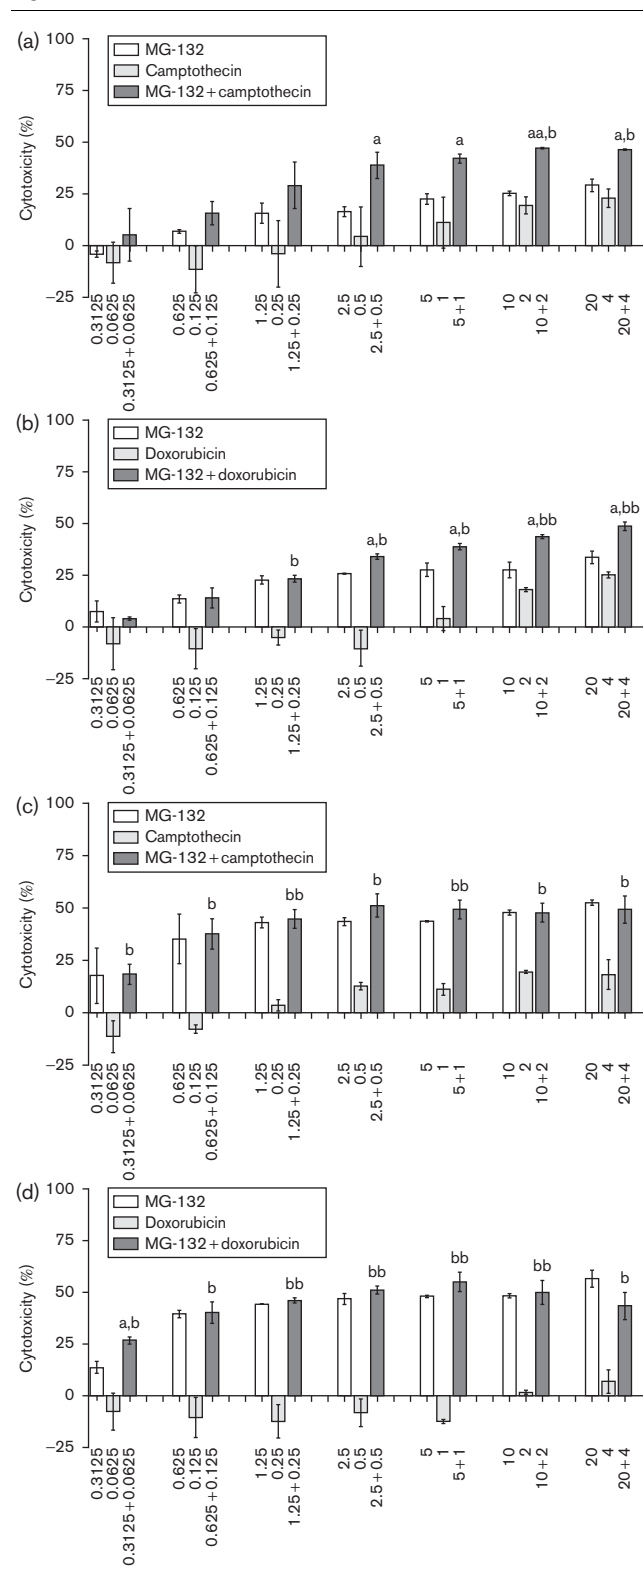 (a)
100
75
50
25
0
−25
Cytotoxicity (%)
MG-132
Camptothecin
MG-132 + camptothecin
a
a
aa,b
a,b
0.3125
0.0625
0.3125 + 0.0625
0.625
0.125
0.625 + 0.125
1.25
0.25
1.25 + 0.25
2.5
0.5
2.5 + 0.5
5
1
5 + 1
10
2
10 + 2
20
4
20 + 4
(b)
100
75
50
25
0
−25
Cytotoxicity (%)
MG-132
Doxorubicin
MG-132 + doxorubicin
b
a,b
a,b
a,bb
a,bb
0.3125
0.0625
0.3125 + 0.0625
0.625
0.125
0.625 + 0.125
1.25
0.25
1.25 + 0.25
2.5
0.5
2.5 + 0.5
5
1
5 + 1
10
2
10 + 2
20
4
20 + 4
(c)
100
75
50
25
0
−25
Cytotoxicity (%)
MG-132
Camptothecin
MG-132 + camptothecin
b
b
bb
b
bb
b
b
0.3125
0.0625
0.3125 + 0.0625
0.625
0.125
0.625 + 0.125
1.25
0.25
1.25 + 0.25
2.5
0.5
2.5 + 0.5
5
1
5 + 1
10
2
10 + 2
20
4
20 + 4
(d)
100
75
50
25
0
−25
Cytotoxicity (%)
MG-132
Doxorubicin
MG-132 + doxorubicin
a,b
b
bb
bb
bb
bb
b
0.3125
0.0625
0.3125 + 0.0625
0.625
0.125
0.625 + 0.125
1.25
0.25
1.25 + 0.25
2.5
0.5
2.5 + 0.5
5
1
5 + 1
10
2
10 + 2
20
4
20 + 4